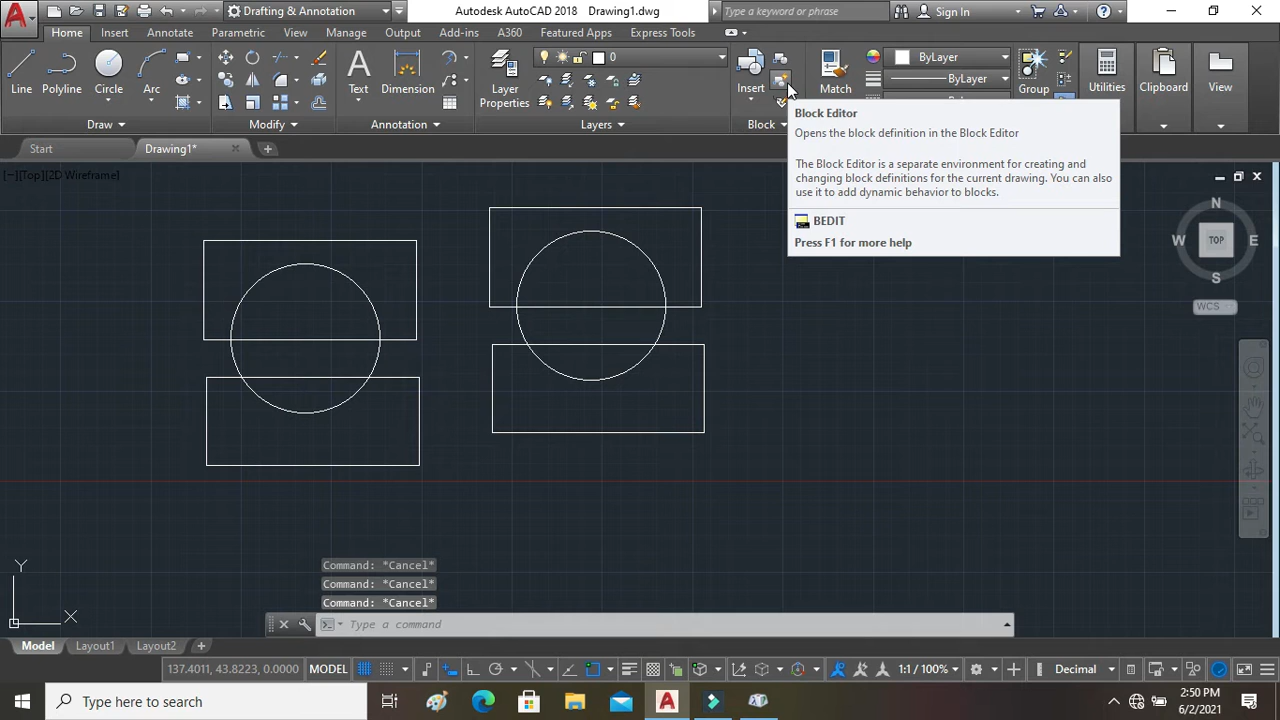 Drafting & Annotation
Autodesk AutoCAD 2018 Drawing1.dwg
Type a keyword or phrase
Sign In
Home
Insert
Annotate
Parametric
View
Manage
Output
Add-ins
A360
Featured Apps
Express Tools
Line
Polyline
Circle
Arc
Draw
Modify
Text
Dimension
Annotation
Layer
Properties
0
Layers
Insert
Block
Match
ByLayer
ByLayer
Group
Utilities
Clipboard
View
Start
Drawing1*
[−][Top][2D Wireframe]
Block Editor
Opens the block definition in the Block Editor
The Block Editor is a separate environment for creating and
changing block definitions for the current drawing. You can also
use it to add dynamic behavior to blocks.
BEDIT
Press F1 for more help
N
W
TOP
E
S
WCS
Y
X
Command: *Cancel*
Command: *Cancel*
Command: *Cancel*
Type a command
Model
Layout1
Layout2
137.4011, 43.8223, 0.0000
MODEL
1:1 / 100%
Decimal
Type here to search
2:50 PM
6/2/2021